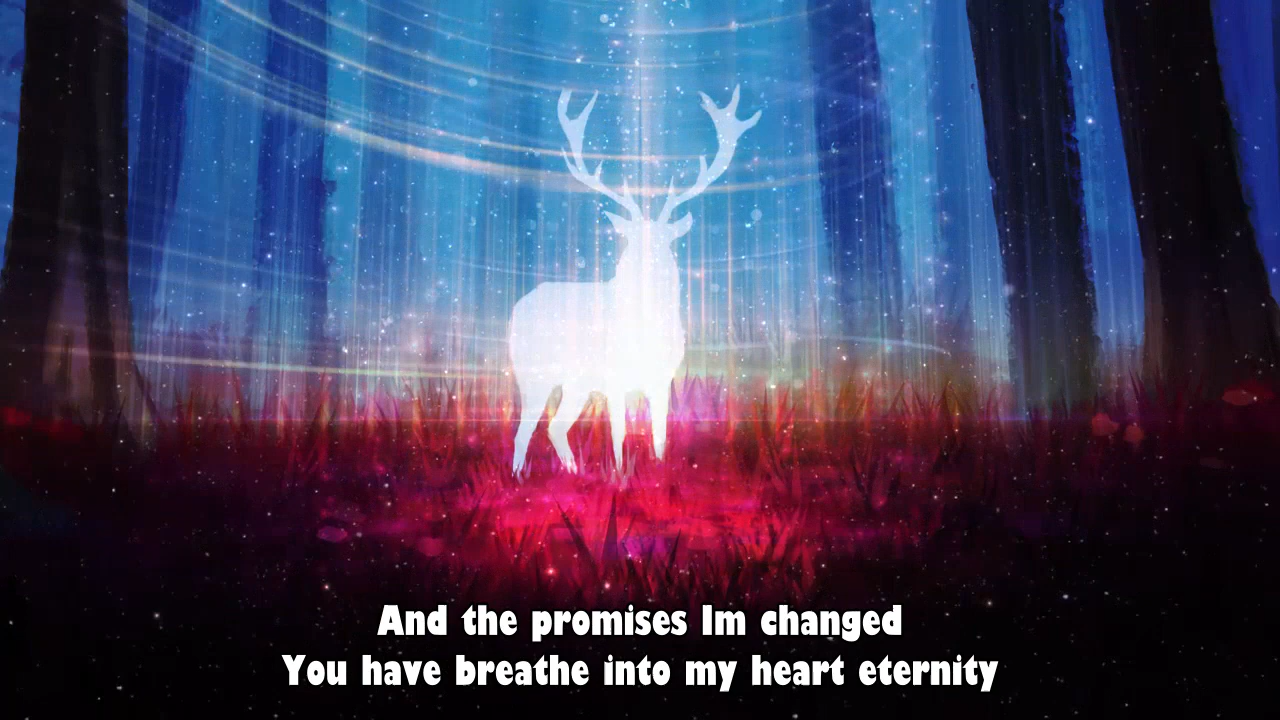 And the promises Im changed
You have breathe into my heart eternity